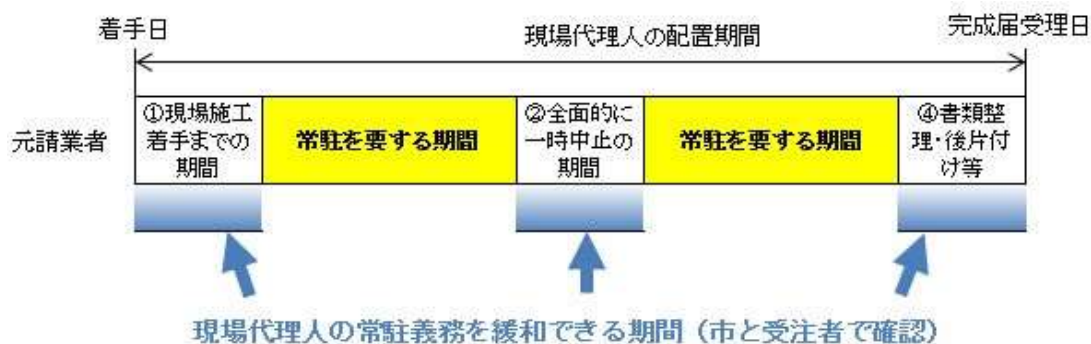 着手日
完成届受理日
現場代理人の配置期間
元請業者
①現場施工
着手までの
期間
常駐を要する期間
②全面的に
一時中止の
期間
常駐を要する期間
④書類整
理・後片付
け等
現場代理人の常駐義務を緩和できる期間（市と受注者で確認）